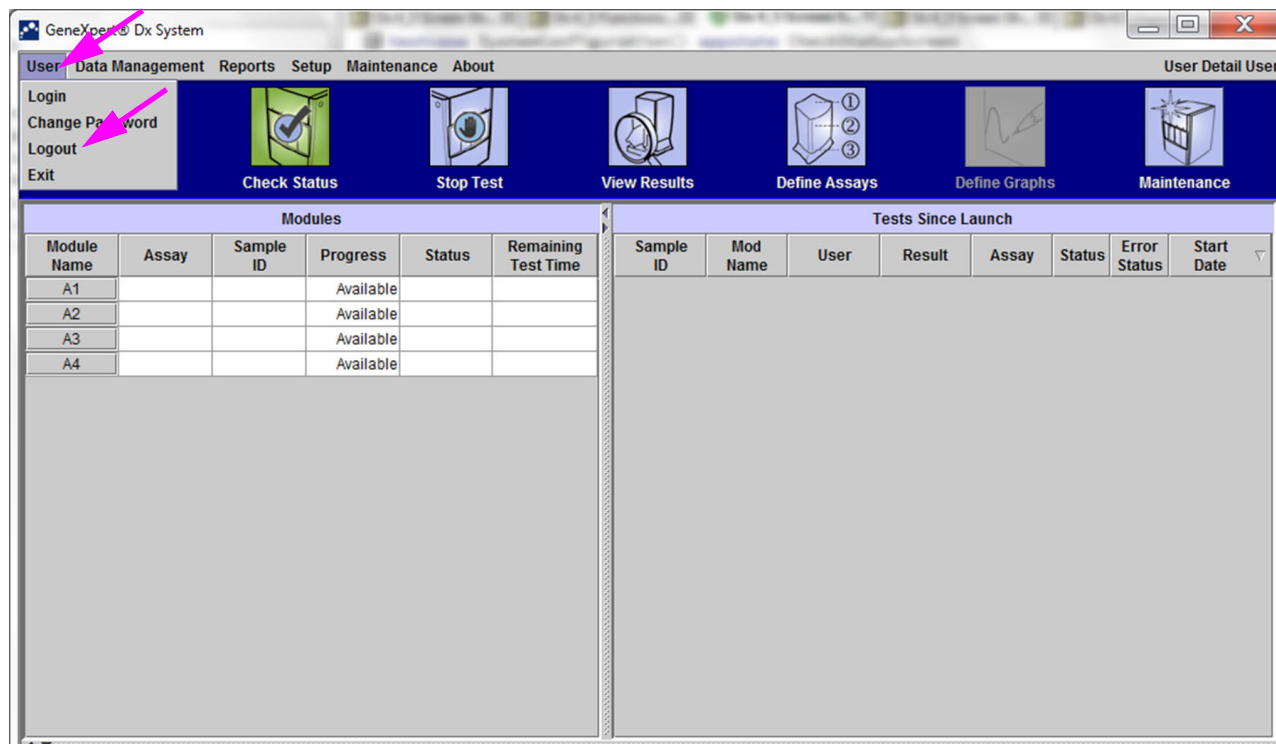 GeneXpert® Dx System
User Data Management Reports Setup Maintenance About User Detail User
Login
Change Password
Logout
Exit
Check Status Stop Test View Results Define Assays Define Graphs Maintenance
① 
②
③
Modules Tests Since Launch
Module Name Assay Sample ID Progress Status Remaining Test Time Sample ID Mod Name User Result Assay Status Error Status Start Date
A1 Available
A2 Available
A3 Available
A4 Available